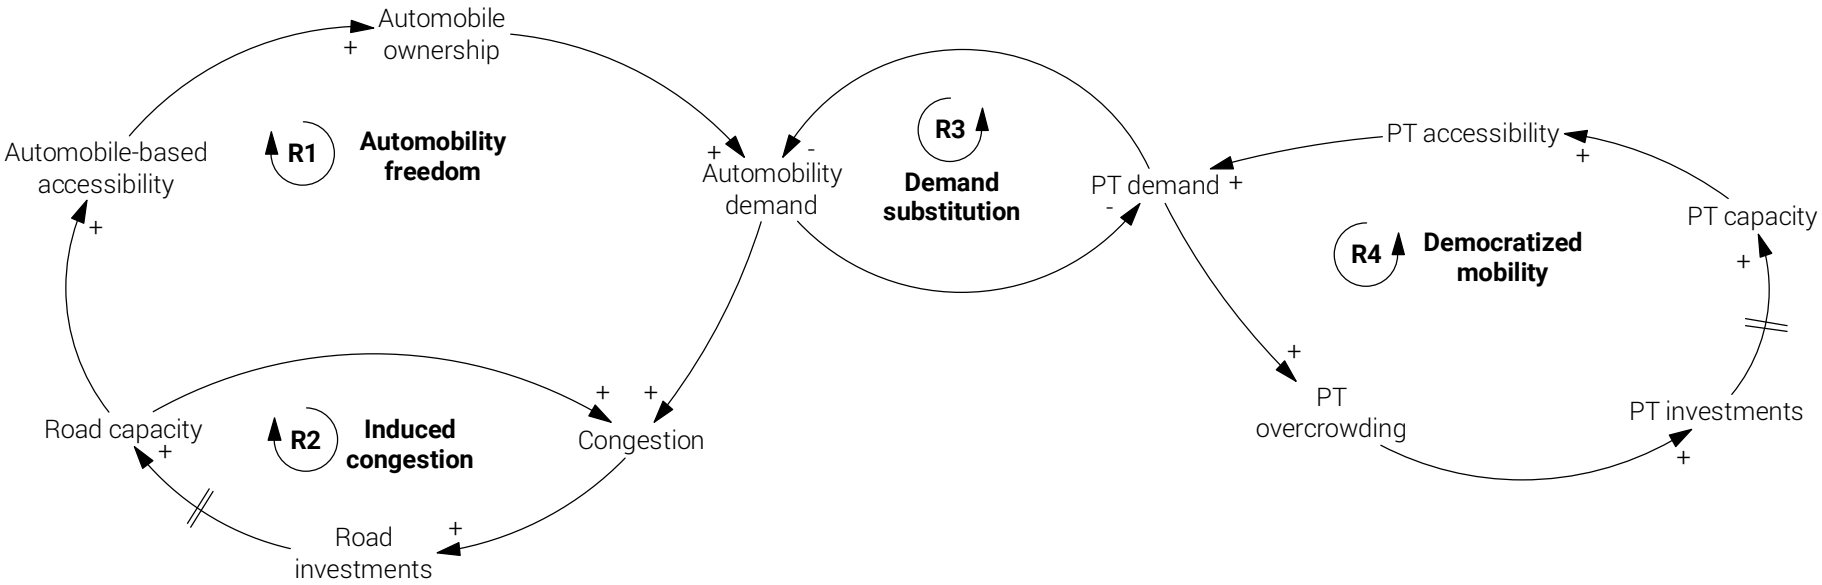 Automobile
ownership
+
Automobile-based
accessibility
+
R1
Automobility
freedom
+
-
Automobility
demand
R3
Demand
substitution
PT demand
+
-
PT accessibility
+
PT capacity
+
R4
Democratized
mobility
+
PT
overcrowding
PT investments
+
Road capacity
+
R2
Induced
congestion
+
+
Congestion
Road
investments
+